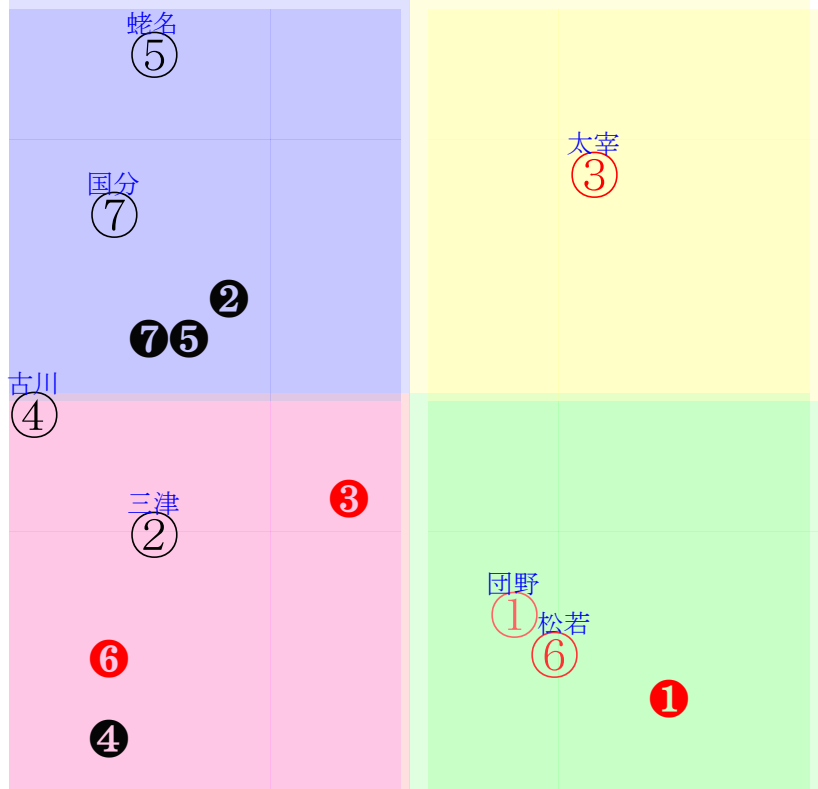 蛯名
⑤
太宰
③
国分
⑦
❷
❼❺
古川
④
❸
三津
②
団野
①
松若
⑥
❻
❶
❹